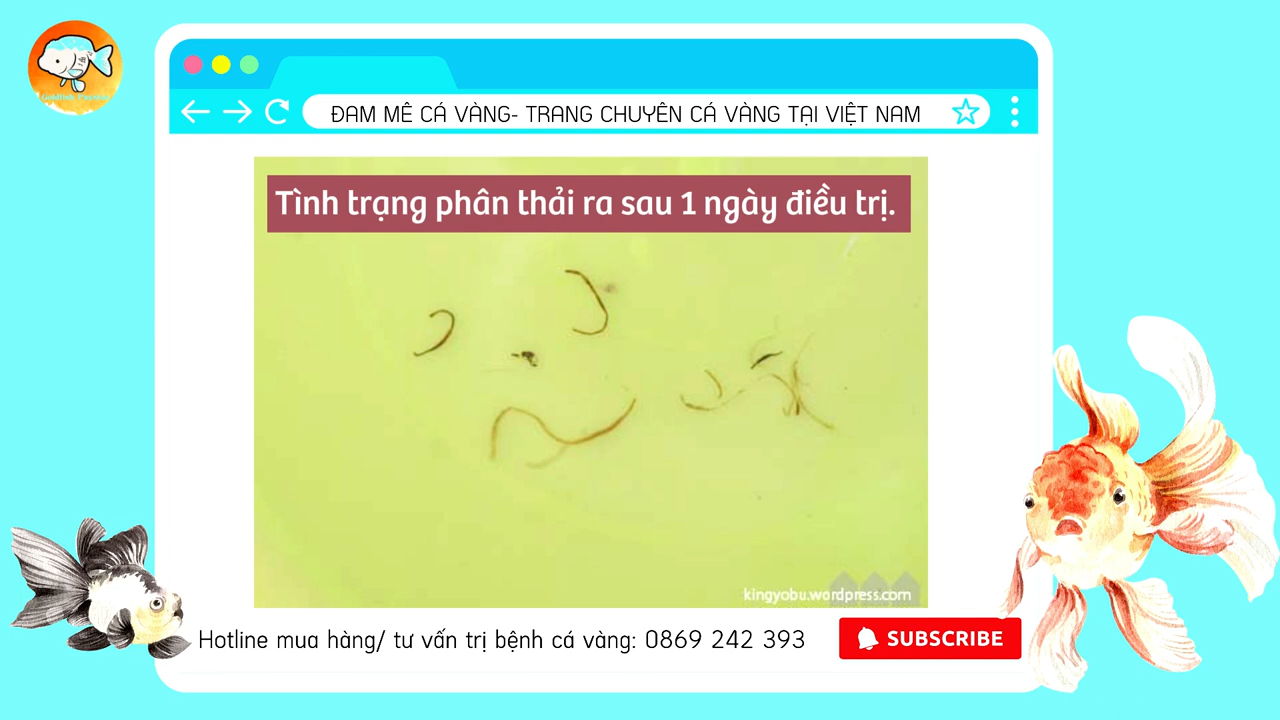 ĐAM MÊ CÁ VÀNG- TRANG CHUYÊN CÁ VÀNG TẠI VIỆT NAM
Tình trạng phân thải ra sau 1 ngày điều trị.
kingyobu.wordpress.com
Hotline mua hàng/ tư vấn trị bệnh cá vàng: 0869 242 393
SUBSCRIBE